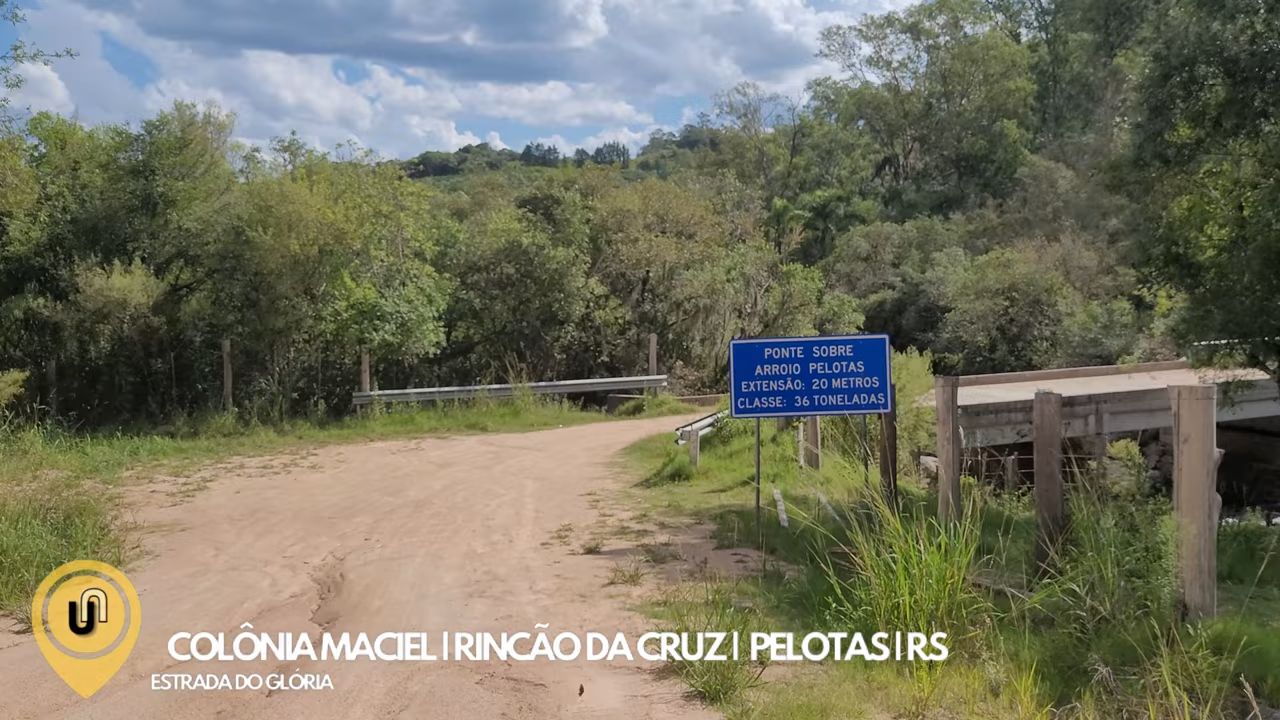 PONTE SOBRE
ARROIO PELOTAS
EXTENSÃO: 20 METROS
CLASSE: 36 TONELADAS
COLÔNIA MACIEL | RINCÃO DA CRUZ | PELOTAS | RS
ESTRADA DO GLÓRIA